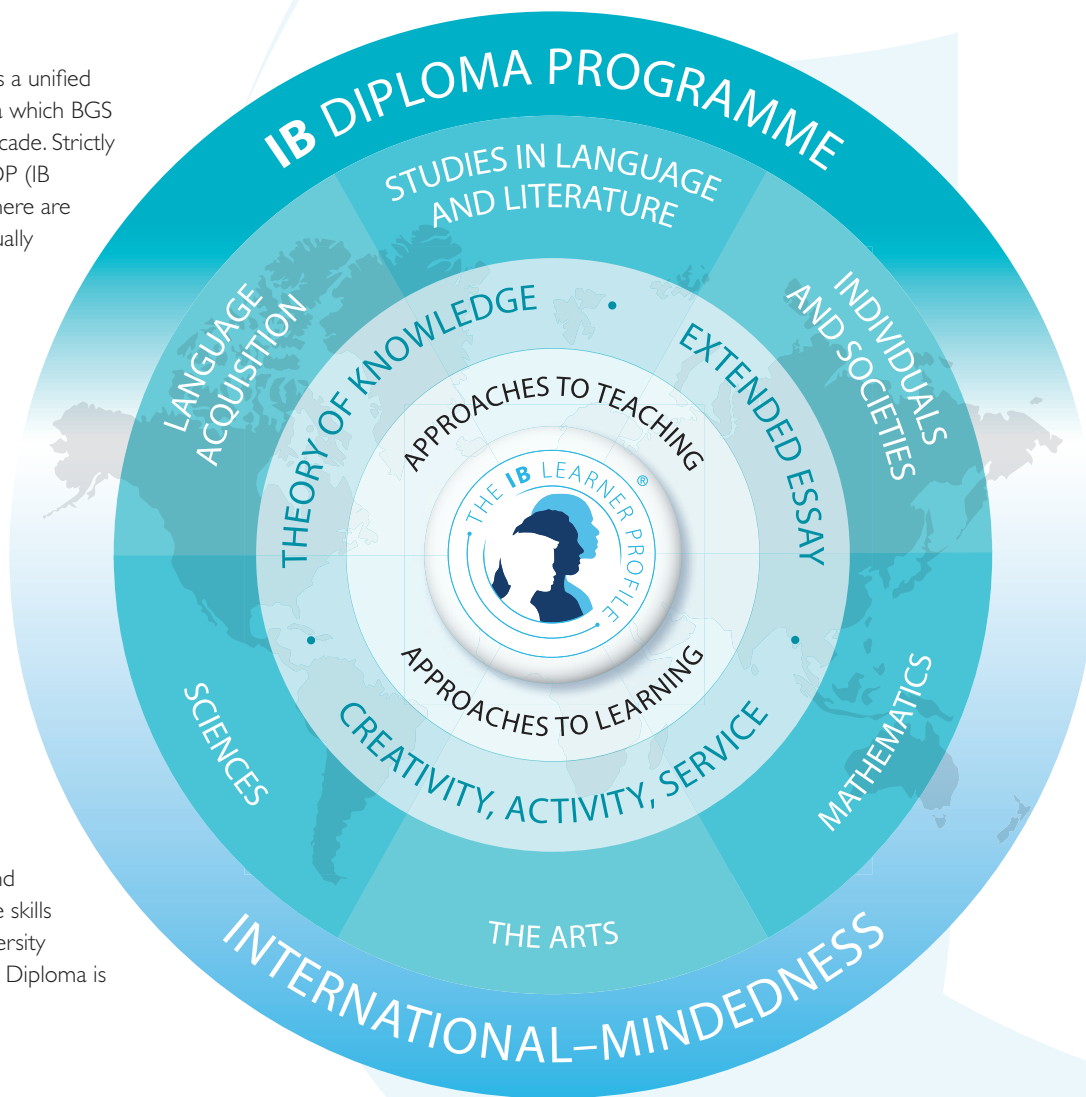 s a unified
which BGS
cade. Strictly
(IB
here are
nd
skills
Diploma is
IB DIPLOMA PROGRAMME
STUDIES IN LANGUAGE
AND LITERATURE
LANGUAGE
ACQUISITION
INDIVIDUALS
AND SOCIETIES
SCIENCES
MATHEMATICS
THE ARTS
INTERNATIONAL–MINDEDNESS
THEORY OF KNOWLEDGE
•
EXTENDED ESSAY
•
CREATIVITY, ACTIVITY, SERVICE
•
APPROACHES TO TEACHING
APPROACHES TO LEARNING
• THE IB LEARNER PROFILE •
®